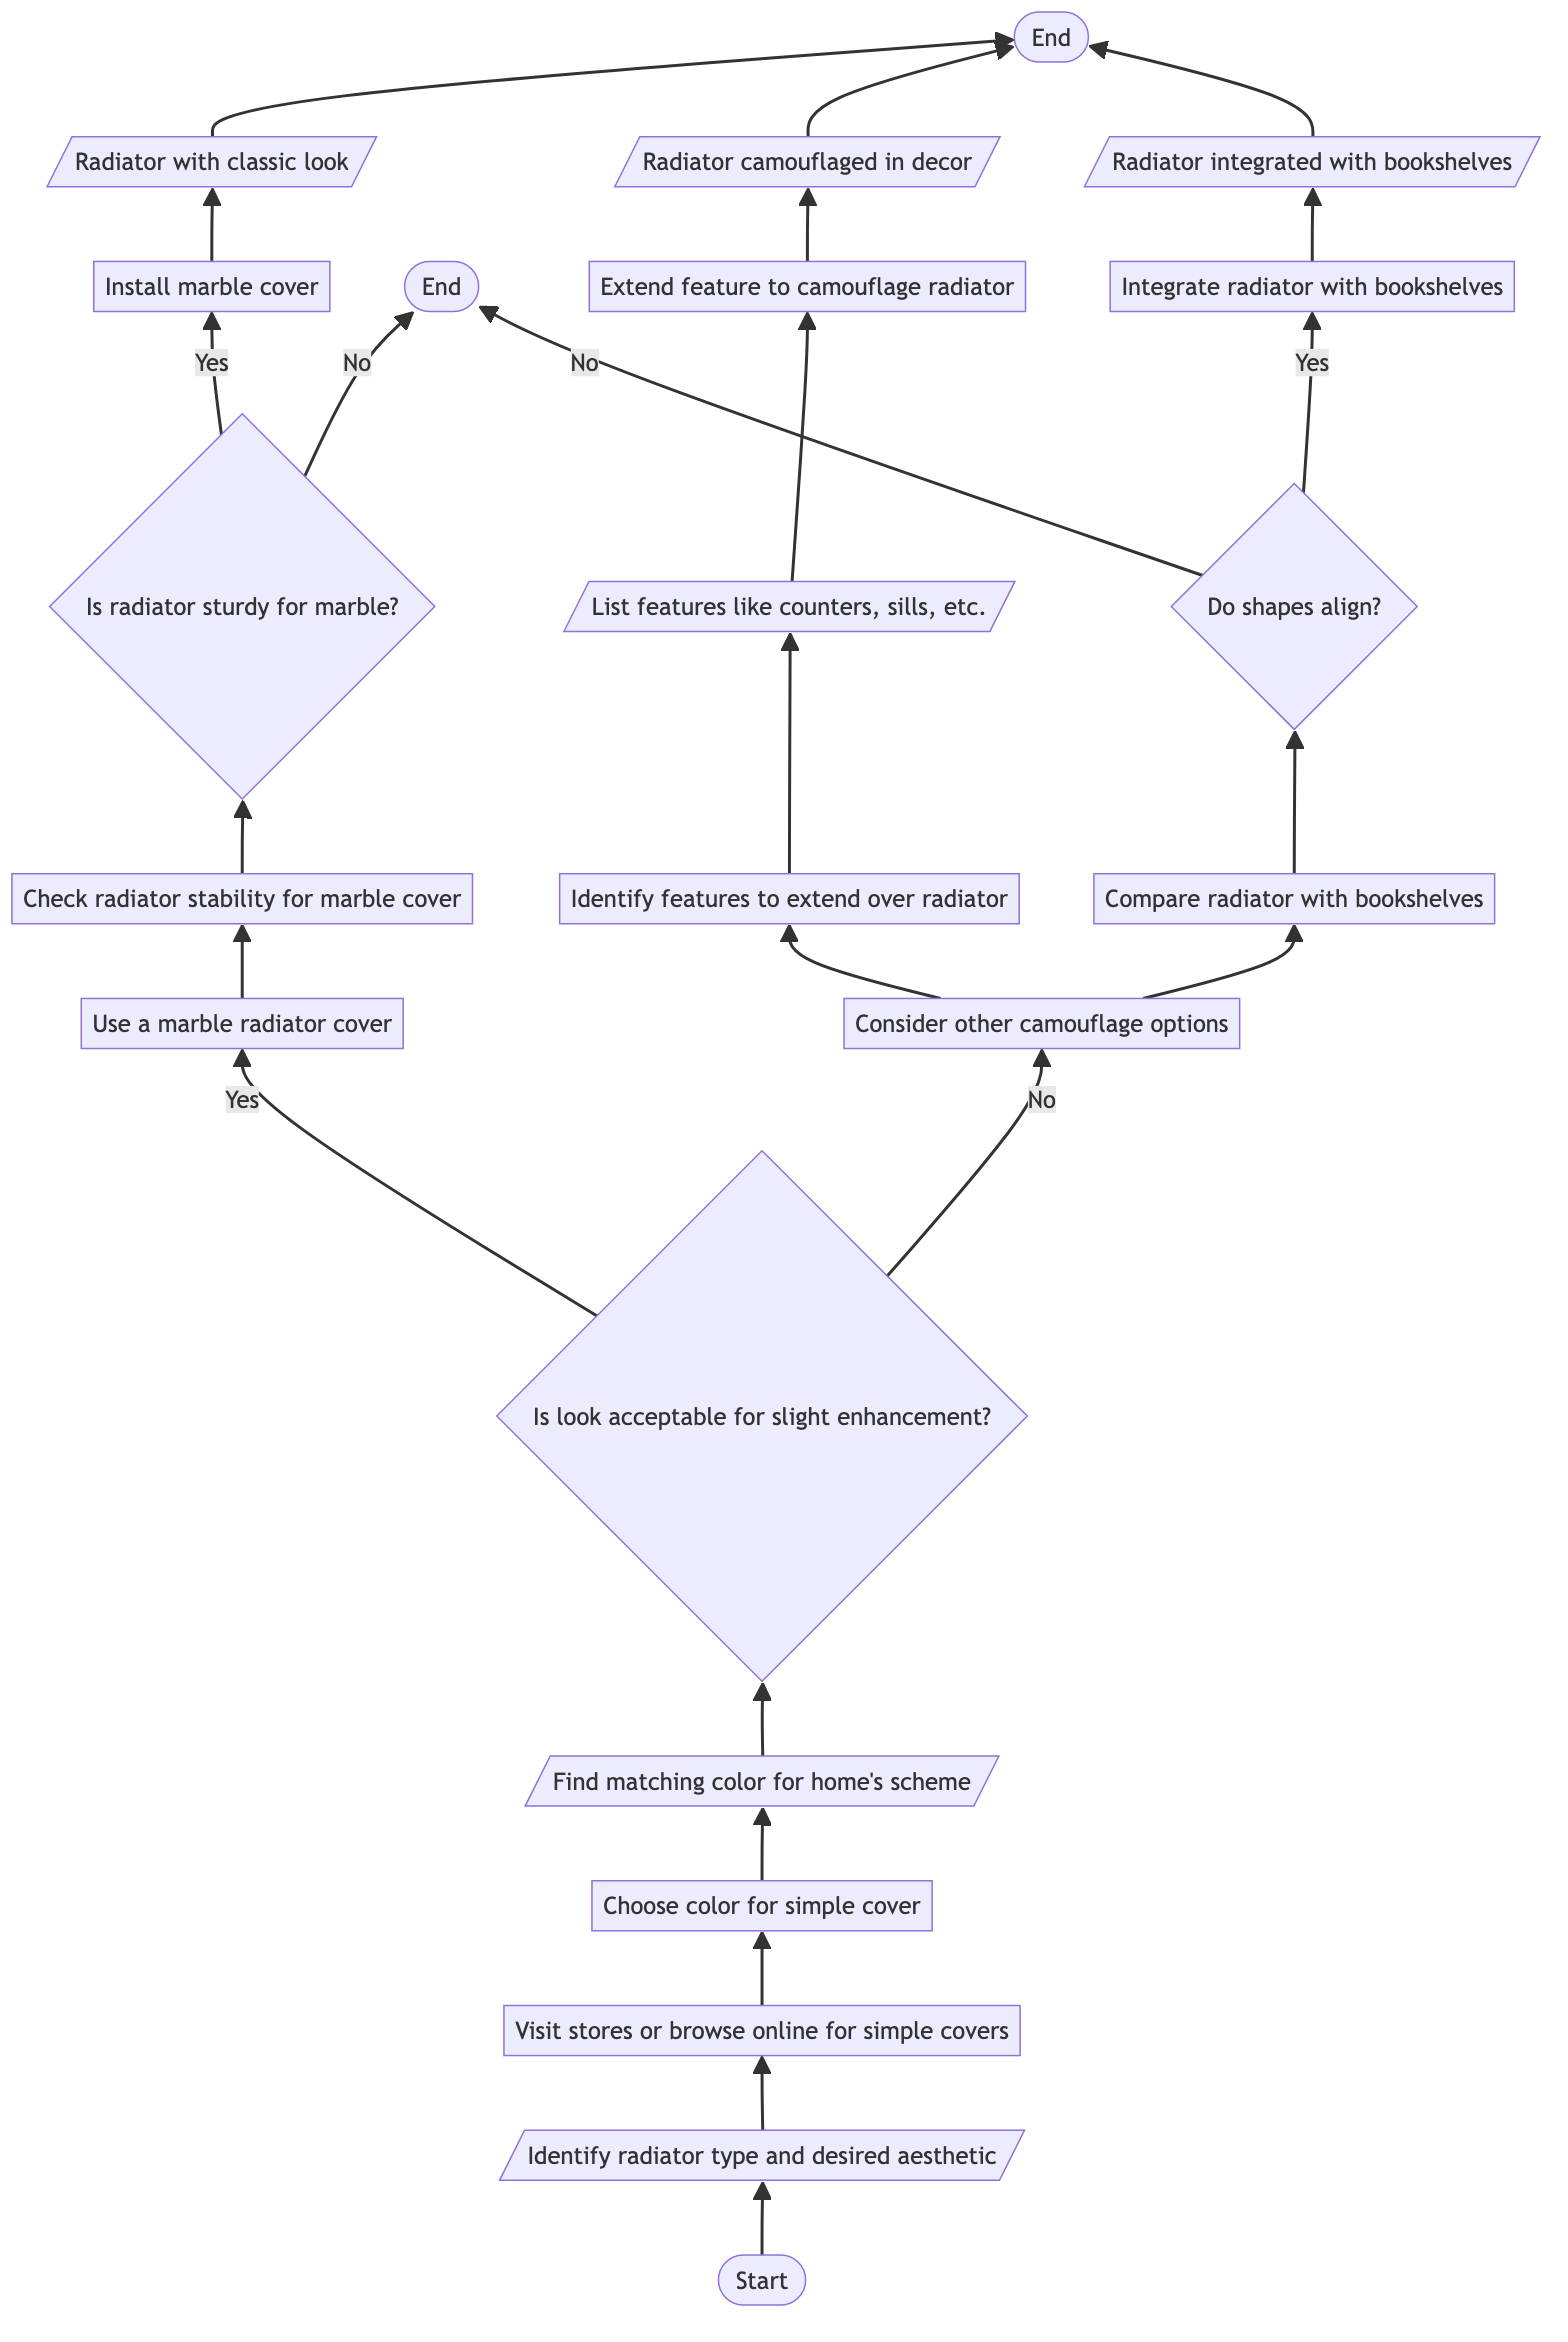 End
Radiator with classic look
Radiator camouflaged in decor
Radiator integrated with bookshelves
Install marble cover
End
Extend feature to camouflage radiator
Integrate radiator with bookshelves
Yes
No
No
Yes
Is radiator sturdy for marble?
List features like counters, sills, etc.
Do shapes align?
Check radiator stability for marble cover
Identify features to extend over radiator
Compare radiator with bookshelves
Use a marble radiator cover
Consider other camouflage options
Yes
No
Is look acceptable for slight enhancement?
Find matching color for home's scheme
Choose color for simple cover
Visit stores or browse online for simple covers
Identify radiator type and desired aesthetic
Start